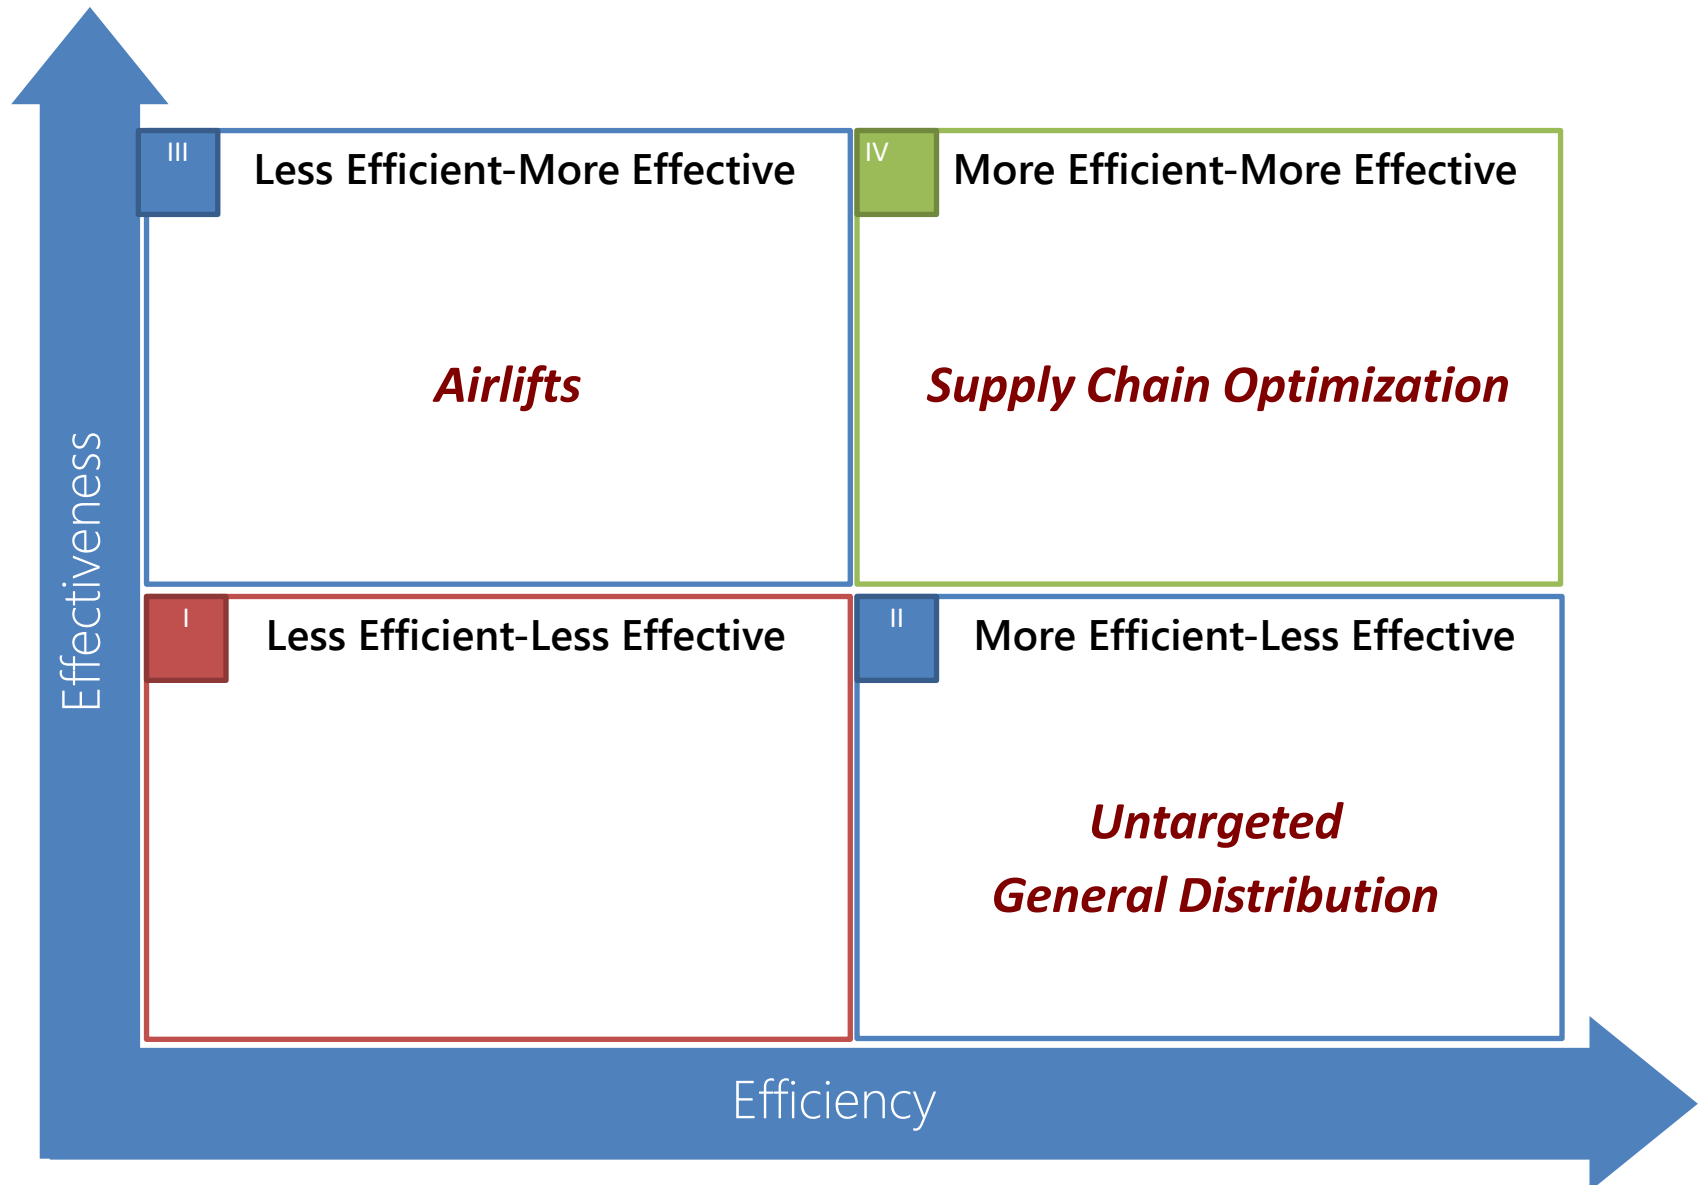 III
Less Efficient-More Effective
Airlifts
IV
More Efficient-More Effective
Supply Chain Optimization
Effectiveness
I
Less Efficient-Less Effective
II
More Efficient-Less Effective
Untargeted
General Distribution
Efficiency